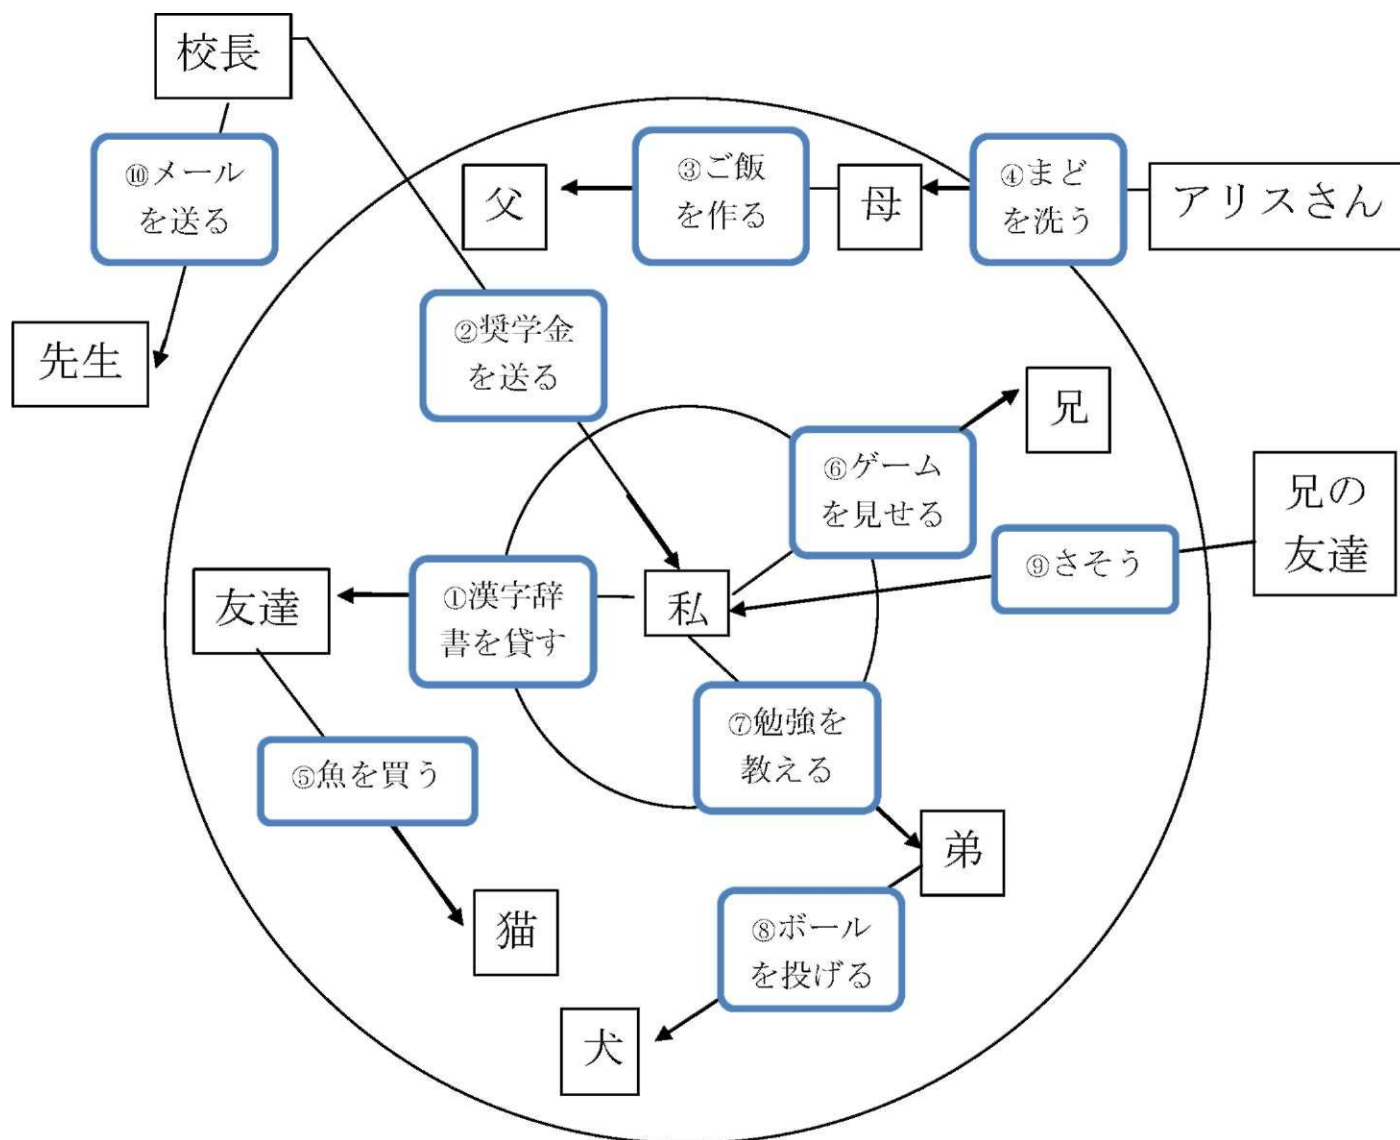 校長
⑩メール
を送る
先生
父
③ご飯
を作る
母
④まど
を洗う
アリスさん
②奨学金
を送る
⑥ゲーム
を見せる
兄
兄の
友達
⑨さそう
友達
①漢字辞
書を貸す
私
⑤魚を買う
⑦勉強を
教える
弟
猫
⑧ボール
を投げる
犬